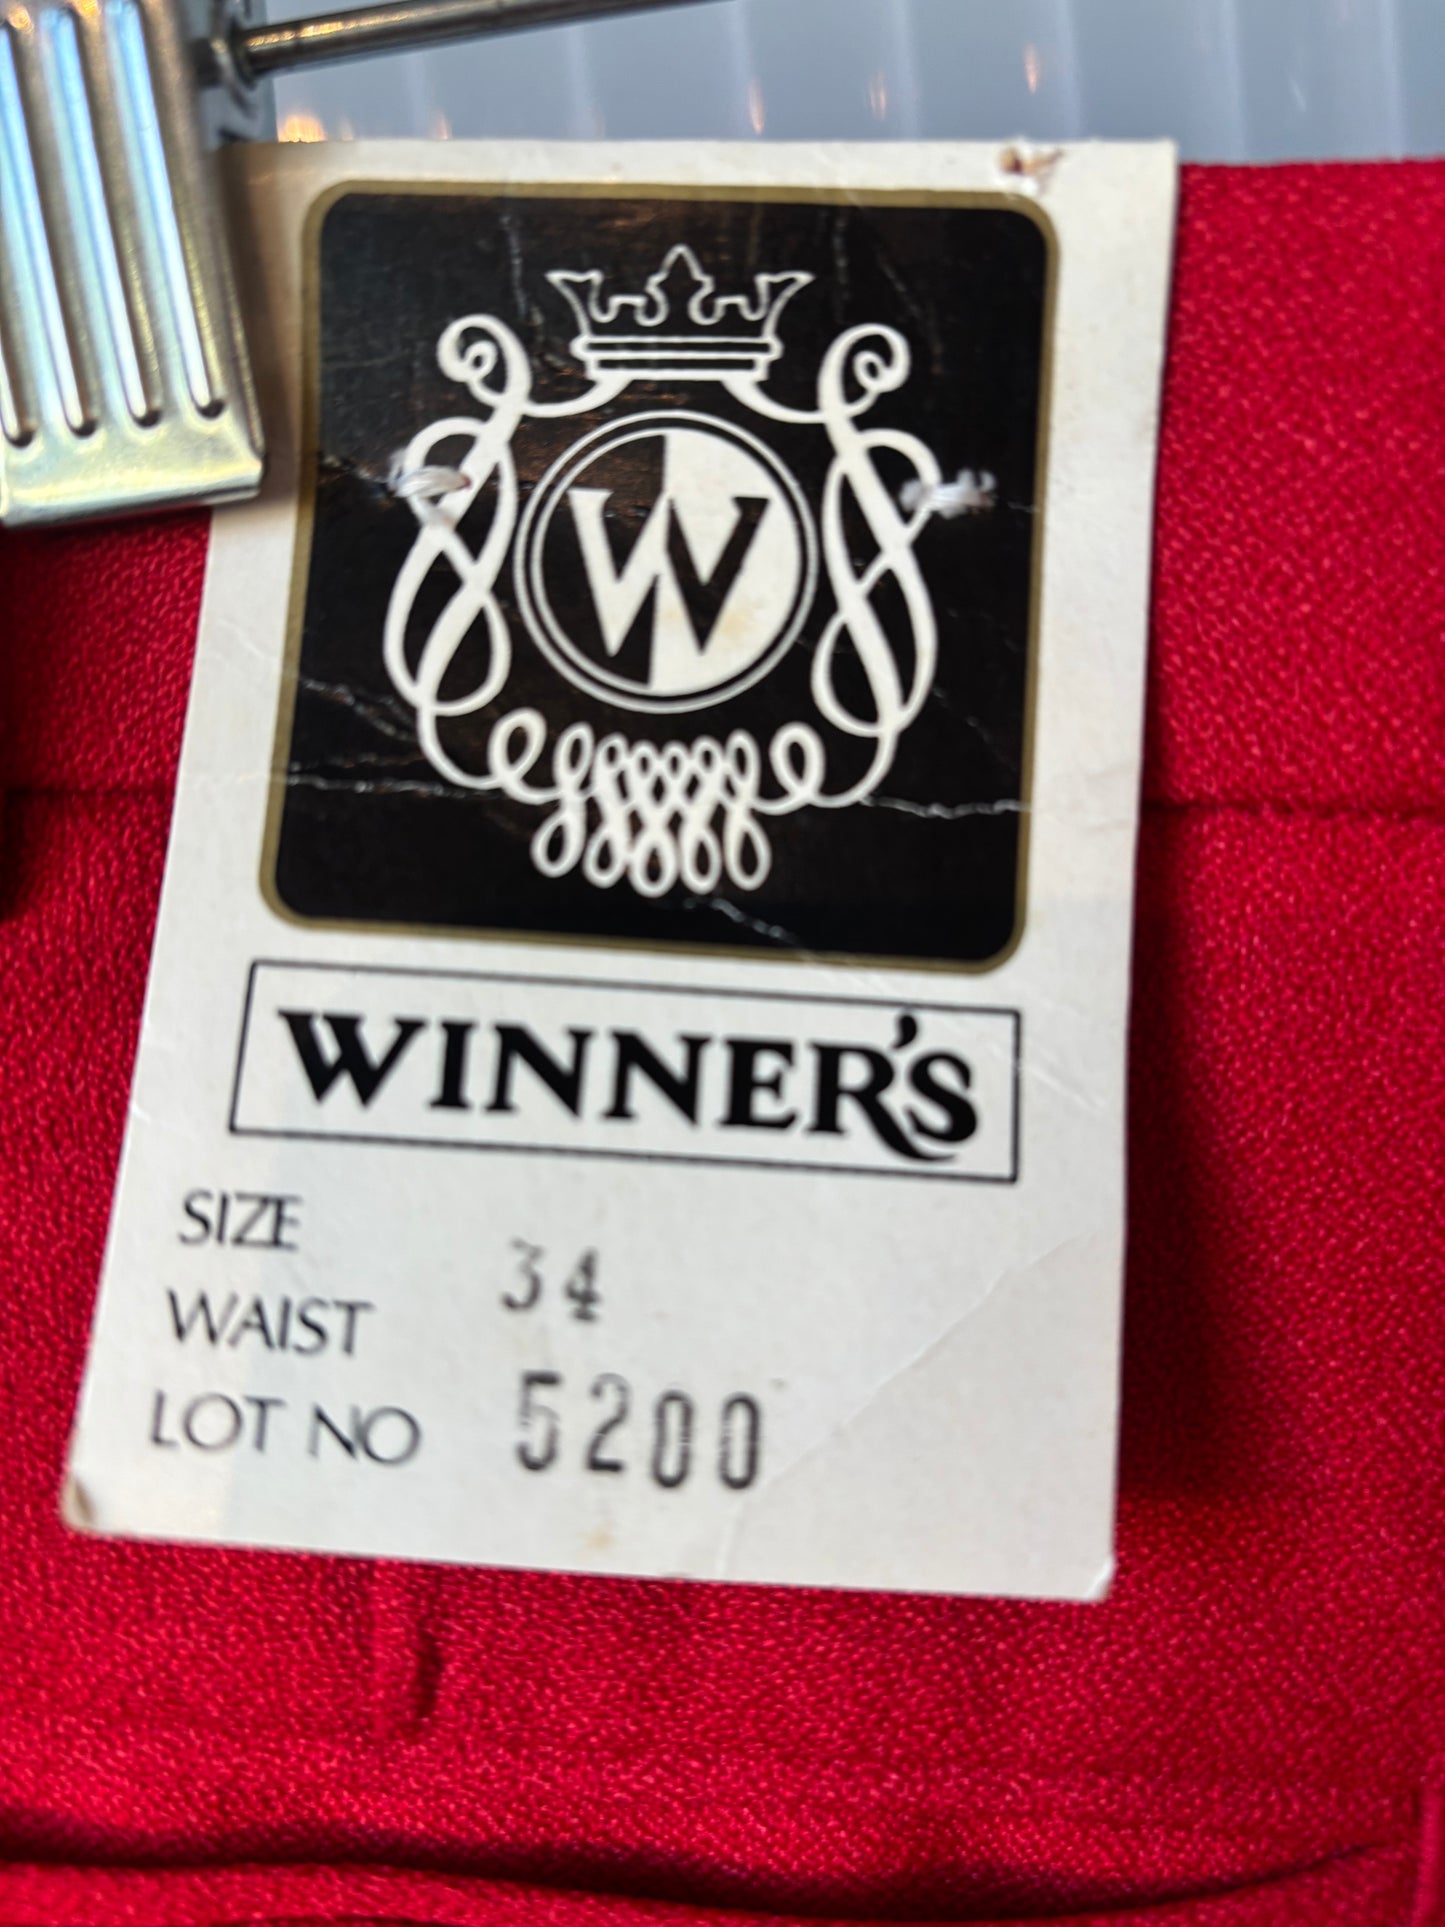 W
WINNER'S
SIZE
WAIST 34
LOT NO 5200